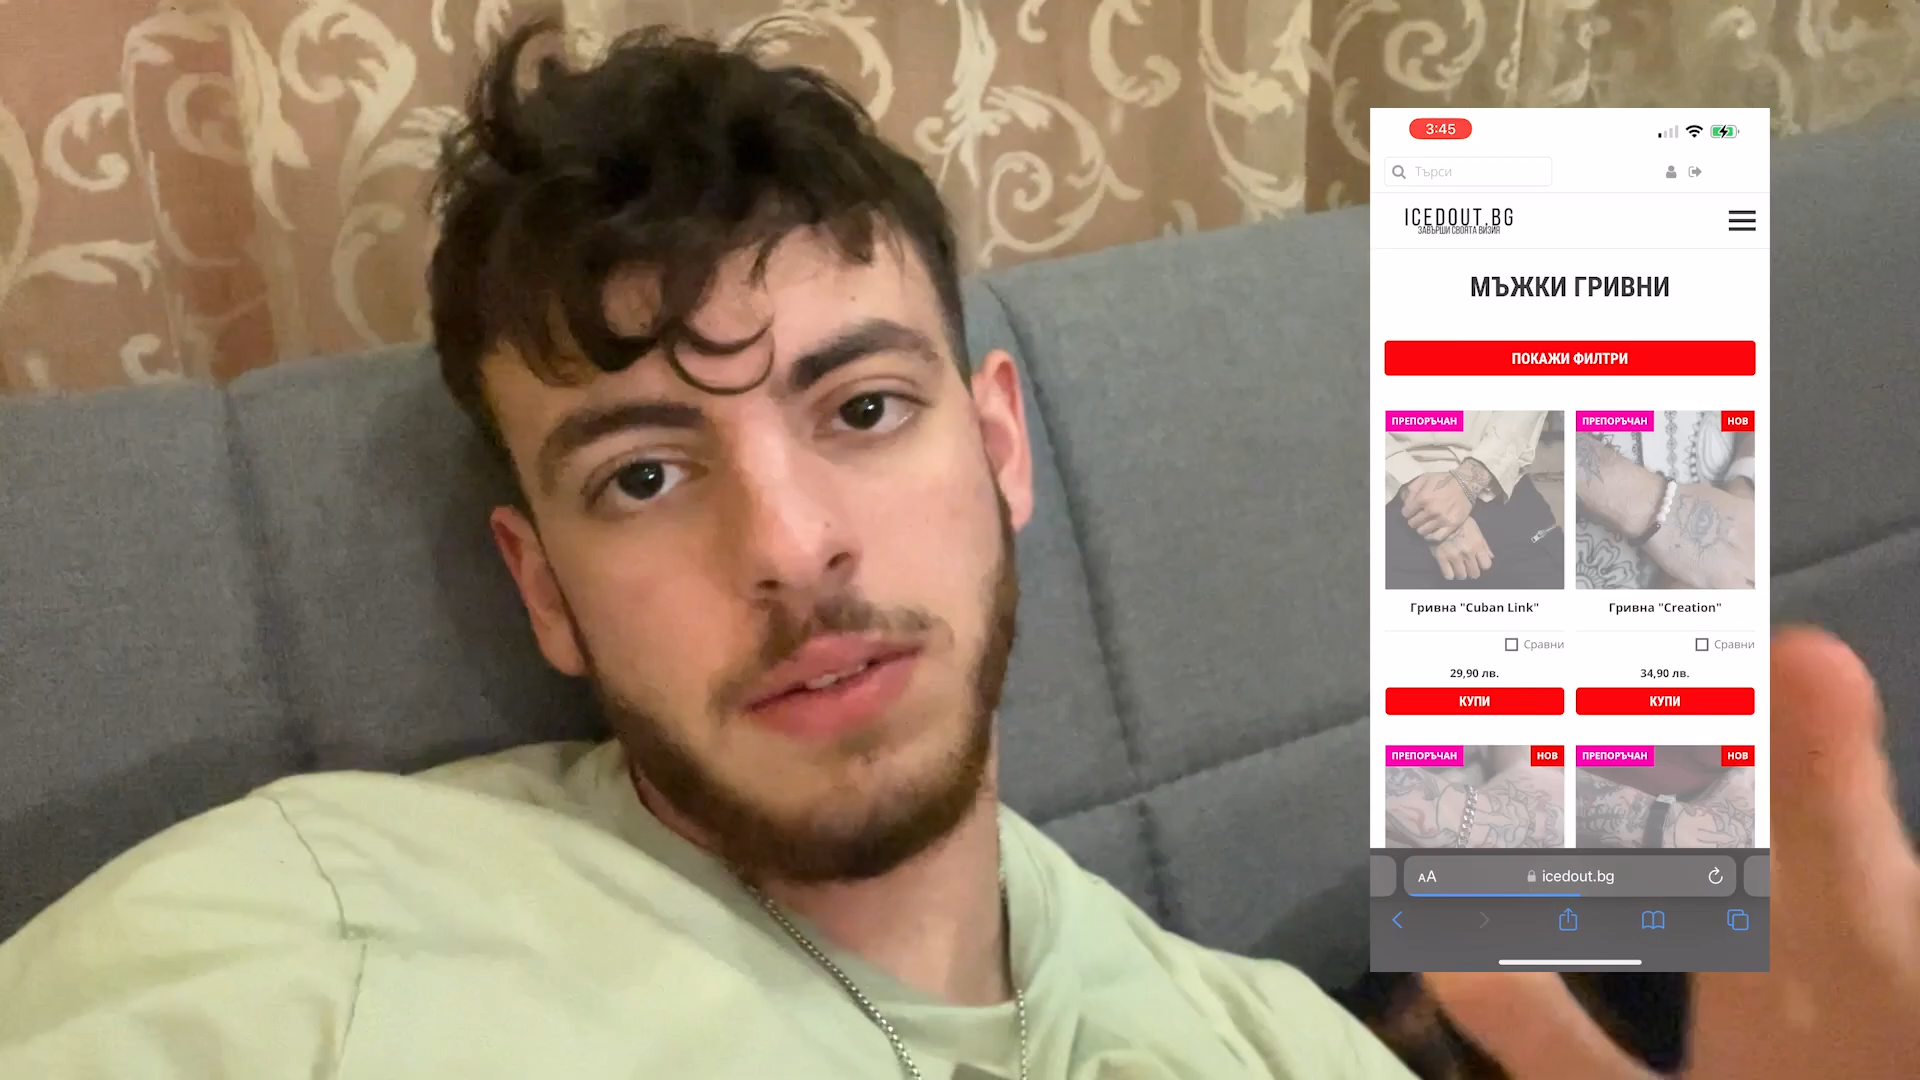 3:45
Търси
ICEDOUT.BG
ЗАВЪРШИ СВОЯТА ВИЗИЯ
МЪЖКИ ГРИВНИ
ПОКАЖИ ФИЛТРИ
ПРЕПОРЪЧАН
ПРЕПОРЪЧАН НОВ
Гривна "Cuban Link"
Гривна "Creation"
Сравни
Сравни
29,90 лв.
34,90 лв.
КУПИ
КУПИ
ПРЕПОРЪЧАН НОВ
ПРЕПОРЪЧАН НОВ
AA icedout.bg